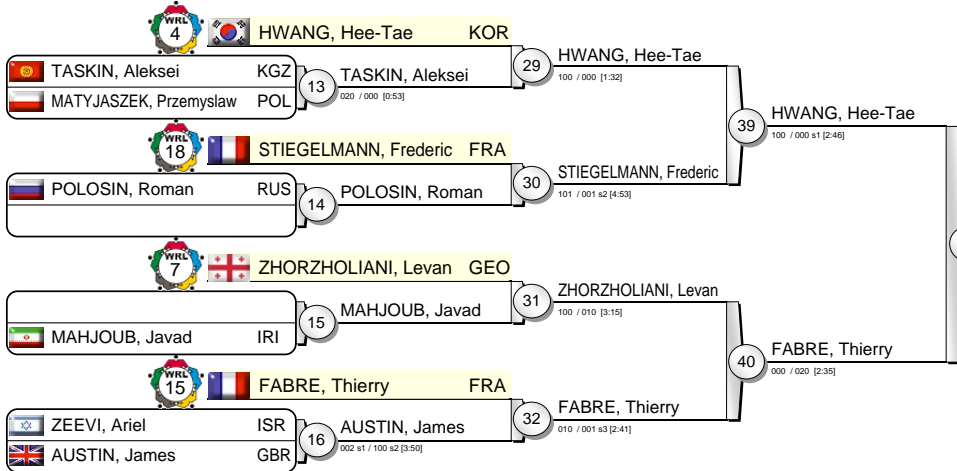 WRL 4 HWANG, Hee-Tae KOR
TASKIN, Aleksei KGZ
MATYJASZEK, Przemyslaw POL
13 TASKIN, Aleksei
020 / 000 [0:53]
29 HWANG, Hee-Tae
100 / 000 [1:32]
WRL 18 STIEGELMANN, Frederic FRA
POLOSIN, Roman RUS
14 POLOSIN, Roman
30 STIEGELMANN, Frederic
101 / 001 s2 [4:53]
39 HWANG, Hee-Tae
100 / 000 s1 [2:46]
WRL 7 ZHORZHOLIANI, Levan GEO
MAHJOUB, Javad IRI
15 MAHJOUB, Javad
31 ZHORZHOLIANI, Levan
100 / 010 [3:15]
WRL 15 FABRE, Thierry FRA
ZEEVI, Ariel ISR
AUSTIN, James GBR
16 AUSTIN, James
002 s1 / 100 s2 [3:50]
32 FABRE, Thierry
010 / 001 s3 [2:41]
40 FABRE, Thierry
000 / 020 [2:35]